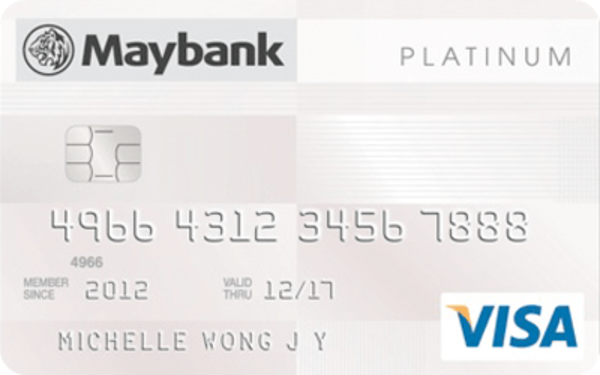 Maybank
PLATINUM
4966 4312 3456 7888
4966
MEMBER SINCE 2012 VALID THRU 12/17
MICHELLE WONG J Y
VISA